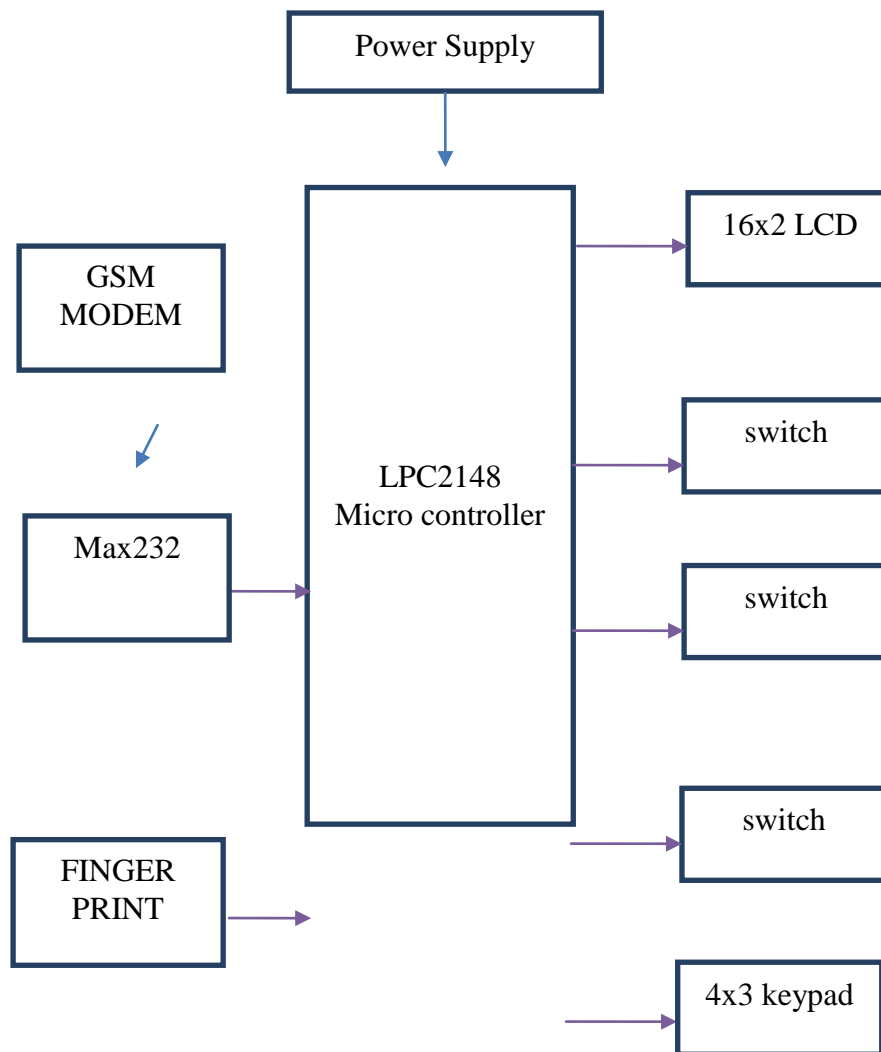 Power Supply
16x2 LCD
GSM
MODEM
switch
LPC2148
Micro controller
Max232
switch
switch
FINGER
PRINT
4x3 keypad